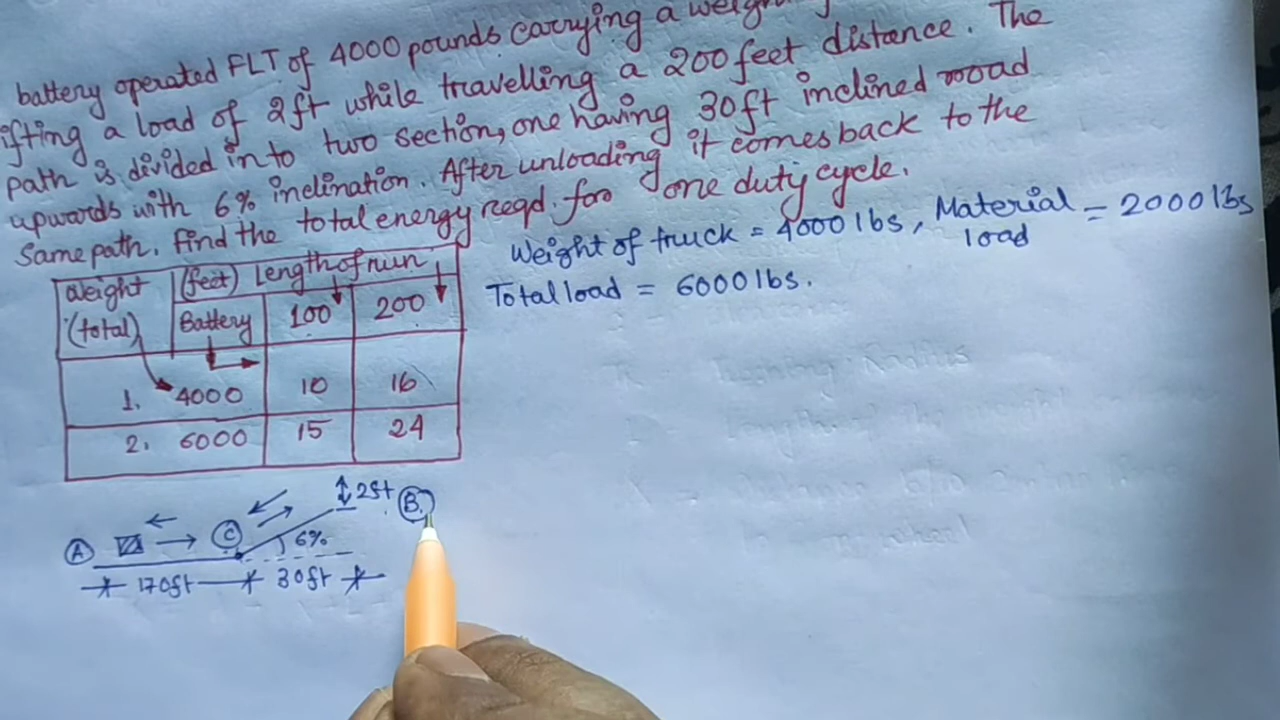 battery operated FLT of 4000 pounds carrying a
ifting a load of 2ft while travelling a 200 feet distance. The
path is divided in to two section, one having 30ft inclined road
upwards with 6% inclination. After unloading it comes back to the
same path. Find the total energy reqd. for one duty cycle.
Weight of truck = 4000 lbs, Material load = 2000 lbs
Total load = 6000 lbs.
Weight (total) (feet) Length of run
Battery 100 200
1. 4000 10 16
2. 6000 15 24
2ft B
A C 6%
170ft 30ft